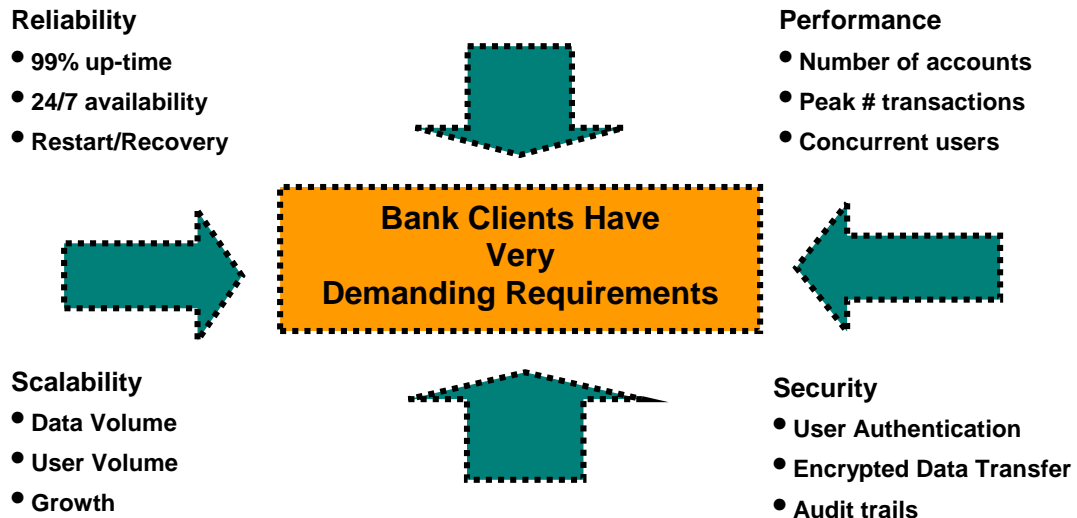 Reliability
• 99% up-time
• 24/7 availability
• Restart/Recovery
Performance
• Number of accounts
• Peak # transactions
• Concurrent users
Bank Clients Have
Very
Demanding Requirements
Scalability
• Data Volume
• User Volume
• Growth
Security
• User Authentication
• Encrypted Data Transfer
• Audit trails